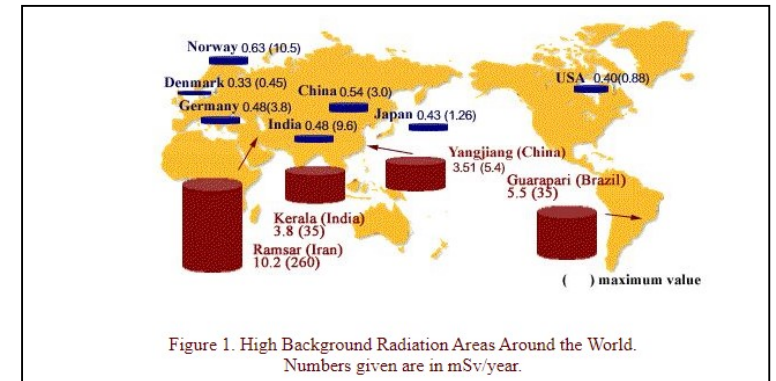 Norway 0.63 (10.5)
Denmark 0.33 (0.45)
Germany 0.48(3.8)
China 0.54 (3.0)
India 0.48 (9.6)
Japan 0.43 (1.26)
USA 0.40(0.88)
Yangjiang (China)
3.51 (5.4)
Guarapari (Brazil)
5.5 (35)
Kerala (India)
3.8 (35)
Ramsar (Iran)
10.2 (260)
( ) maximum value
Figure 1. High Background Radiation Areas Around the World.
Numbers given are in mSv/year.